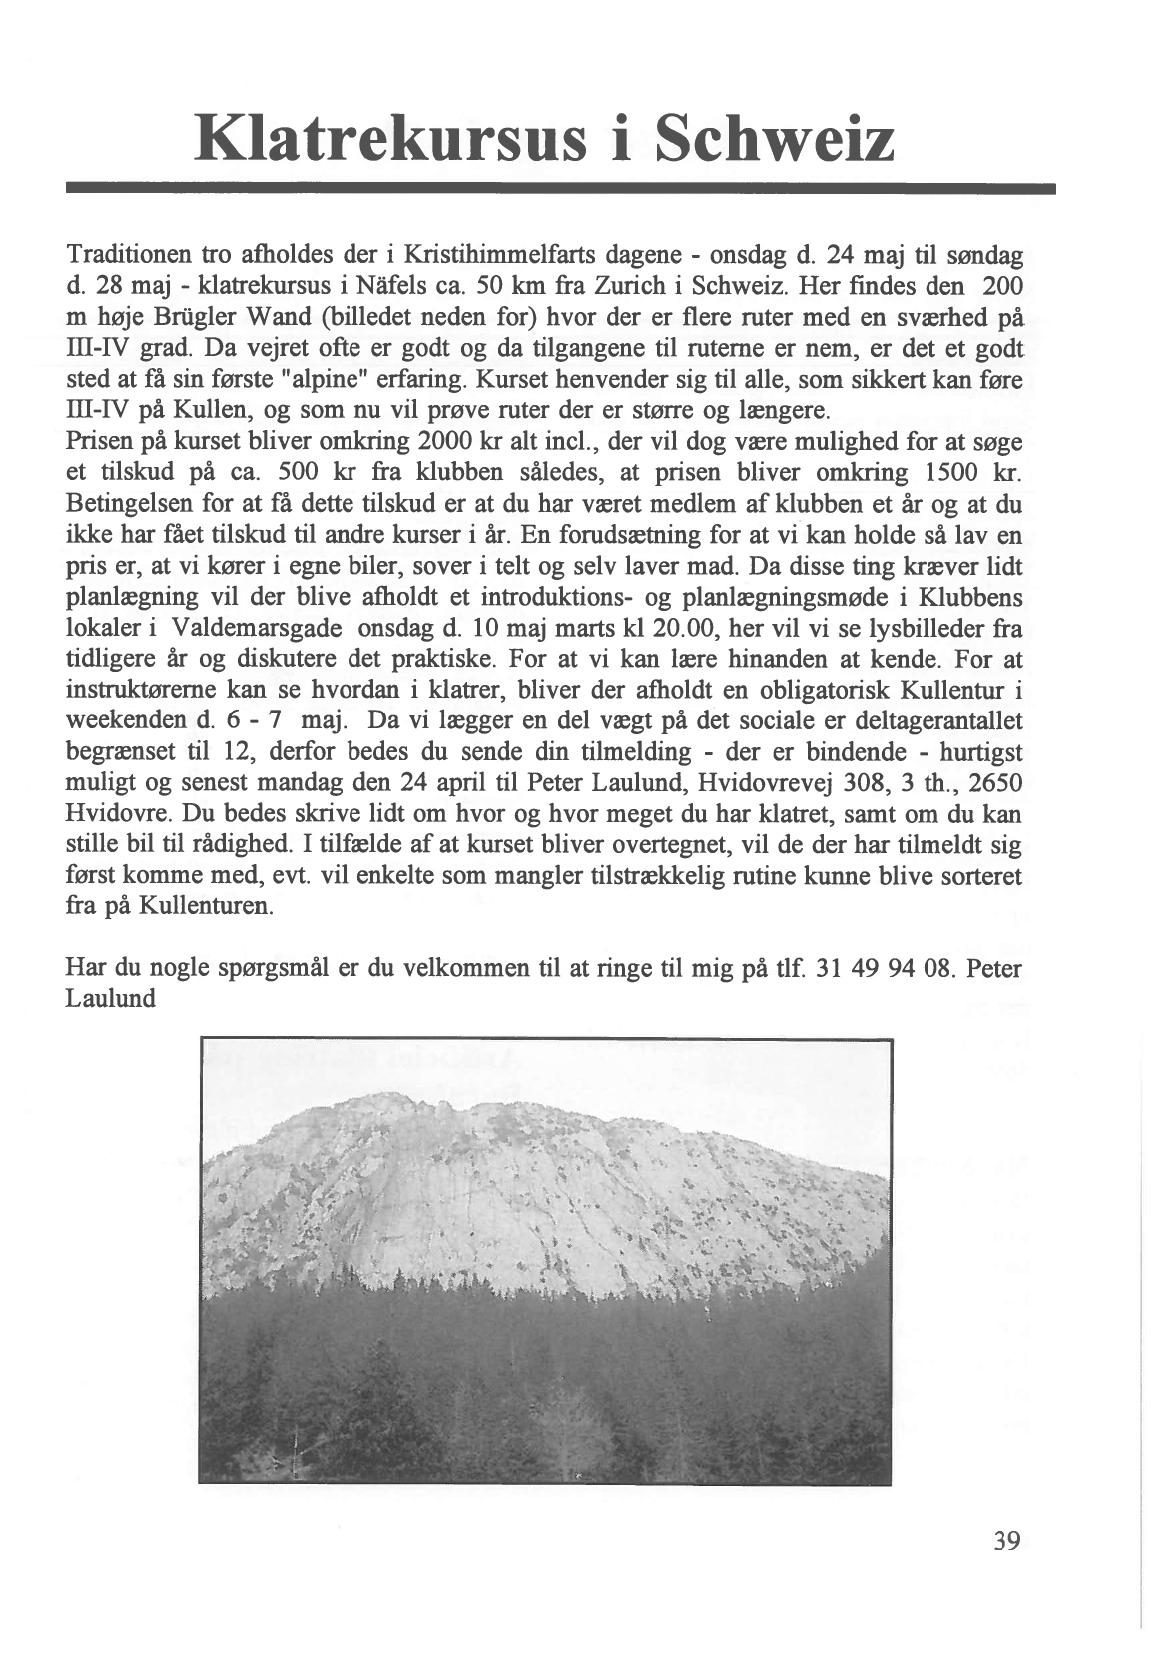 Klatrekursus i Schweiz
Traditionen tro afholdes der i Kristihimmelfarts dagene - onsdag d. 24 maj til søndag
d. 28 maj - klatrekursus i Näfels ca. 50 km fra Zurich i Schweiz. Her findes den 200
m høje Brügler Wand (billedet neden for) hvor der er flere ruter med en sværhed på
III-IV grad. Da vejret ofte er godt og da tilgangene til ruterne er nem, er det et godt
sted at få sin første "alpine" erfaring. Kurset henvender sig til alle, som sikkert kan føre
III-IV på Kullen, og som nu vil prøve ruter der er større og længere.
Prisen på kurset bliver omkring 2000 kr alt incl., der vil dog være mulighed for at søge
et tilskud på ca. 500 kr fra klubben således, at prisen bliver omkring 1500 kr.
Betingelsen for at få dette tilskud er at du har været medlem af klubben et år og at du
ikke har fået tilskud til andre kurser i år. En forudsætning for at vi kan holde så lav en
pris er, at vi kører i egne biler, sover i telt og selv laver mad. Da disse ting kræver lidt
planlægning vil der blive afholdt et introduktions- og planlægningsmøde i Klubbens
lokaler i Valdemarsgade onsdag d. 10 maj marts kl 20.00, her vil vi se lysbilleder fra
tidligere år og diskutere det praktiske. For at vi kan lære hinanden at kende. For at
instruktørerne kan se hvordan i klatrer, bliver der afholdt en obligatorisk Kullentur i
weekenden d. 6 - 7 maj. Da vi lægger en del vægt på det sociale er deltagerantallet
begrænset til 12, derfor bedes du sende din tilmelding - der er bindende - hurtigst
muligt og senest mandag den 24 april til Peter Laulund, Hvidovrevej 308, 3 th., 2650
Hvidovre. Du bedes skrive lidt om hvor og hvor meget du har klatret, samt om du kan
stille bil til rådighed. I tilfælde af at kurset bliver overtegnet, vil de der har tilmeldt sig
først komme med, evt. vil enkelte som mangler tilstrækkelig rutine kunne blive sorteret
fra på Kullenturen.
Har du nogle spørgsmål er du velkommen til at ringe til mig på tlf. 31 49 94 08. Peter
Laulund
39